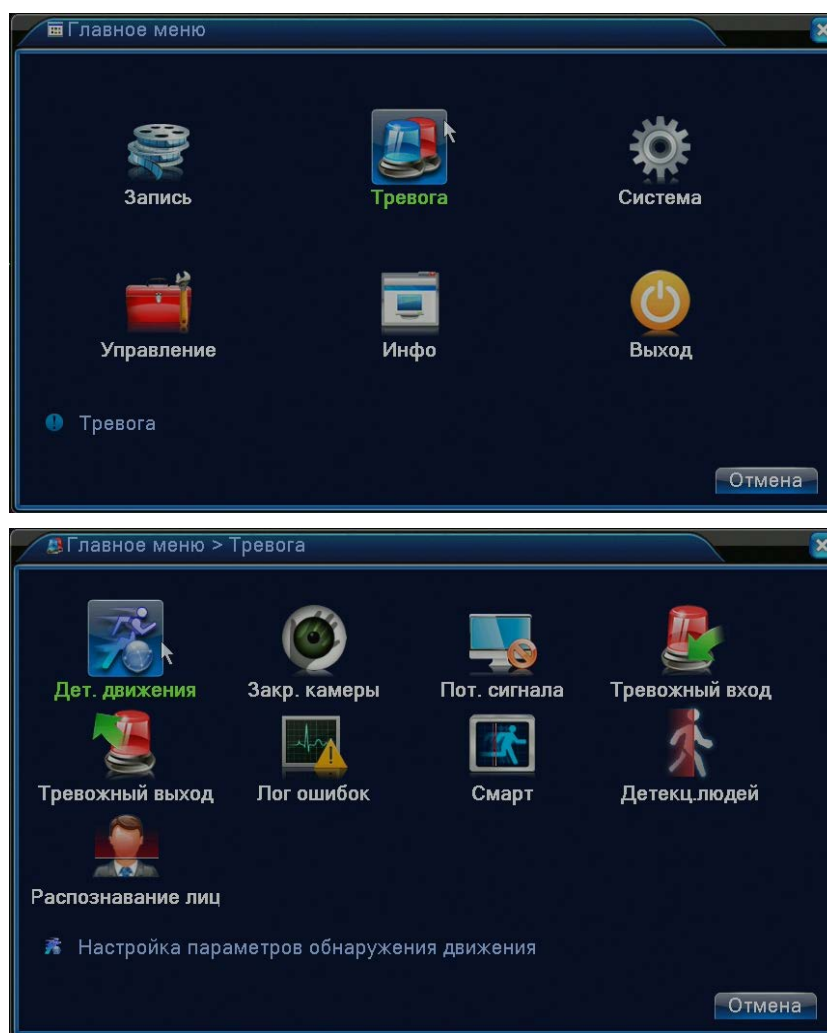 Главное меню
Запись
Тревога
Система
Управление
Инфо
Выход
Тревога
Отмена
Главное меню > Тревога
Дет. движения
Закр. камеры
Пот. сигнала
Тревожный вход
Тревожный выход
Лог ошибок
Смарт
Детекц.людей
Распознавание лиц
Настройка параметров обнаружения движения
Отмена